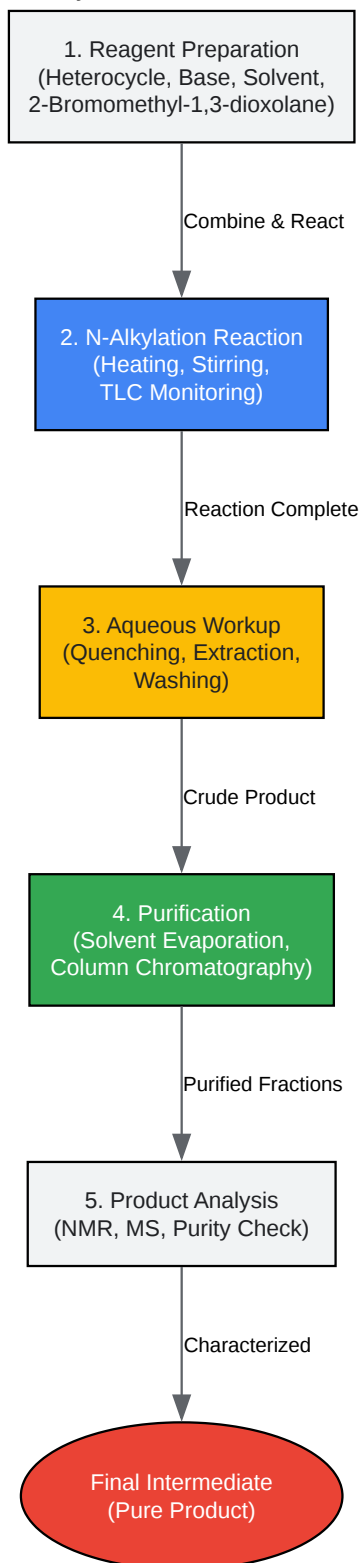 1. Reagent Preparation
(Heterocycle, Base, Solvent,
2-Bromomethyl-1,3-dioxolane)
Combine & React
2. N-Alkylation Reaction
(Heating, Stirring,
TLC Monitoring)
Reaction Complete
3. Aqueous Workup
(Quenching, Extraction,
Washing)
Crude Product
4. Purification
(Solvent Evaporation,
Column Chromatography)
Purified Fractions
5. Product Analysis
(NMR, MS, Purity Check)
Characterized
Final Intermediate
(Pure Product)